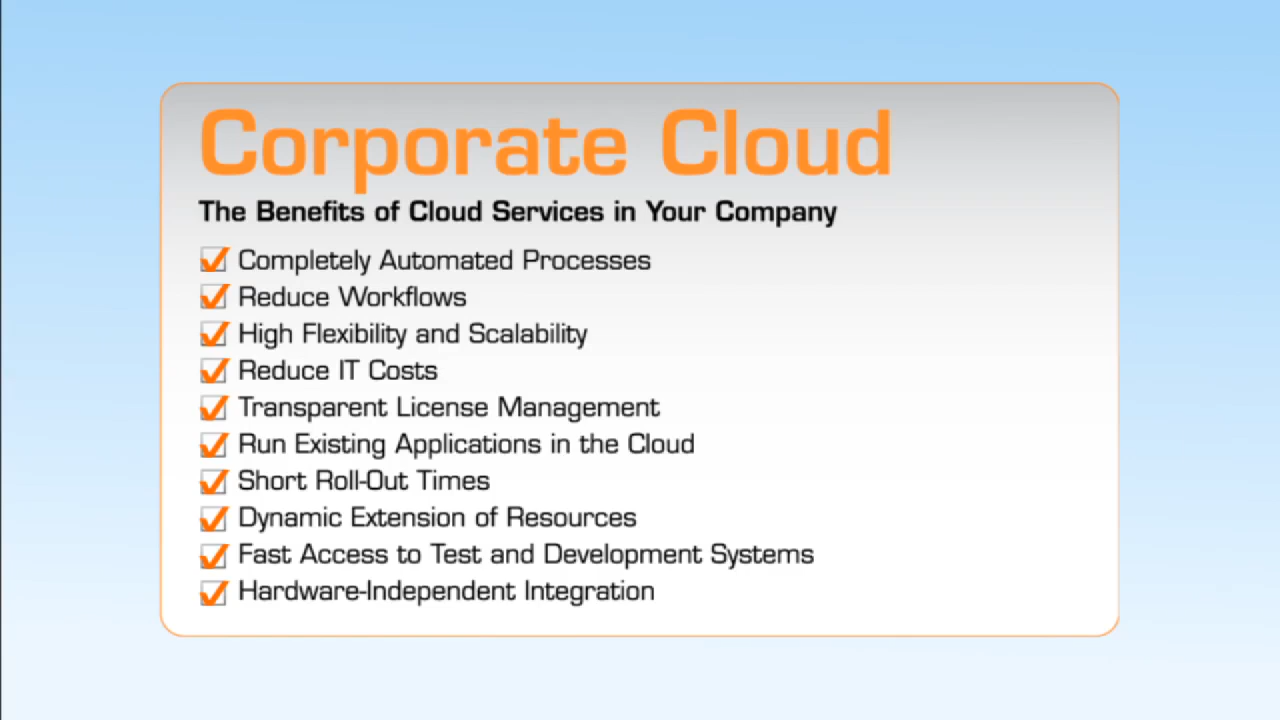 Corporate Cloud
The Benefits of Cloud Services in Your Company
Completely Automated Processes
Reduce Workflows
High Flexibility and Scalability
Reduce IT Costs
Transparent License Management
Run Existing Applications in the Cloud
Short Roll-Out Times
Dynamic Extension of Resources
Fast Access to Test and Development Systems
Hardware-Independent Integration